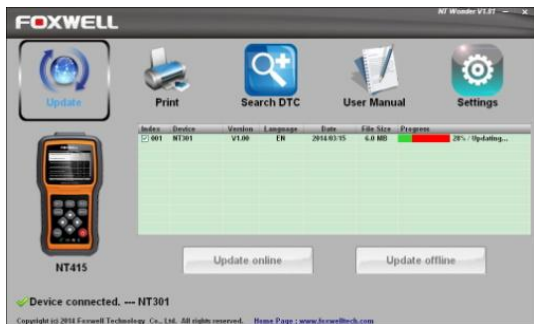 NT Wonder V1.01
FOXWELL
Update
Print
Search DTC
User Manual
Settings
Index Device Version Language Date File Size Progress
001 NT301 V1.00 EN 2014/03/15 6.0 MB 28% / Updating...
Update online
Update offline
NT415
Device connected. --- NT301
Copyright (c) 2014 Foxwell Technology Co., Ltd. All rights reserved. Home Page : www.foxwelltech.com